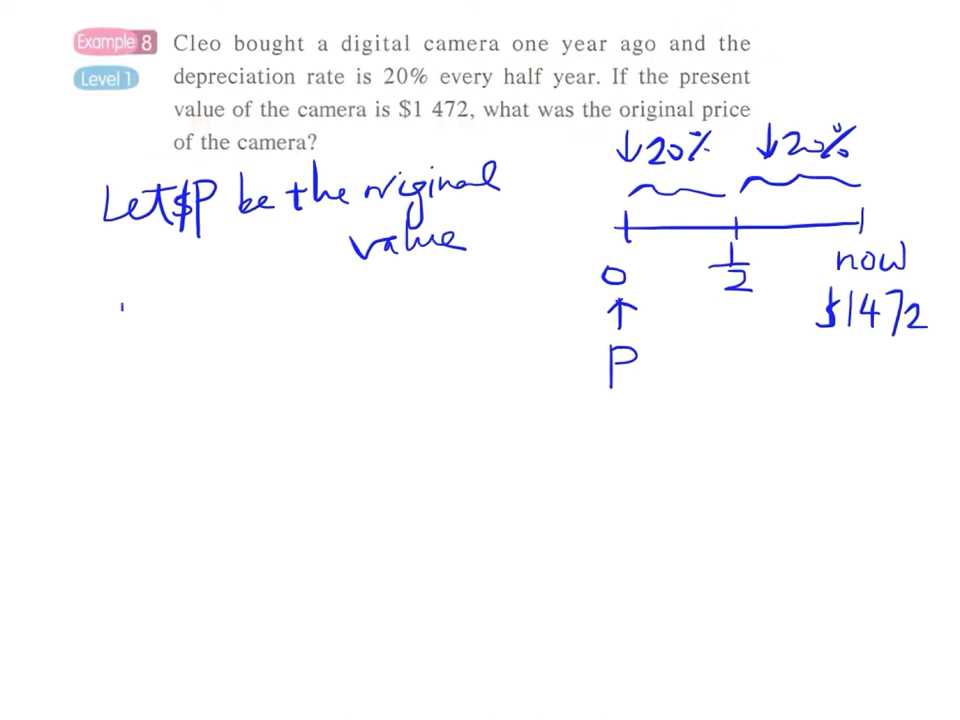 Example 8 Cleo bought a digital camera one year ago and the
Level 1 depreciation rate is 20% every half year. If the present
value of the camera is $1 472, what was the original price
of the camera?
↓20% ↓20%
Let $P be the original
value
0 1/2 now
↑ $1472
P